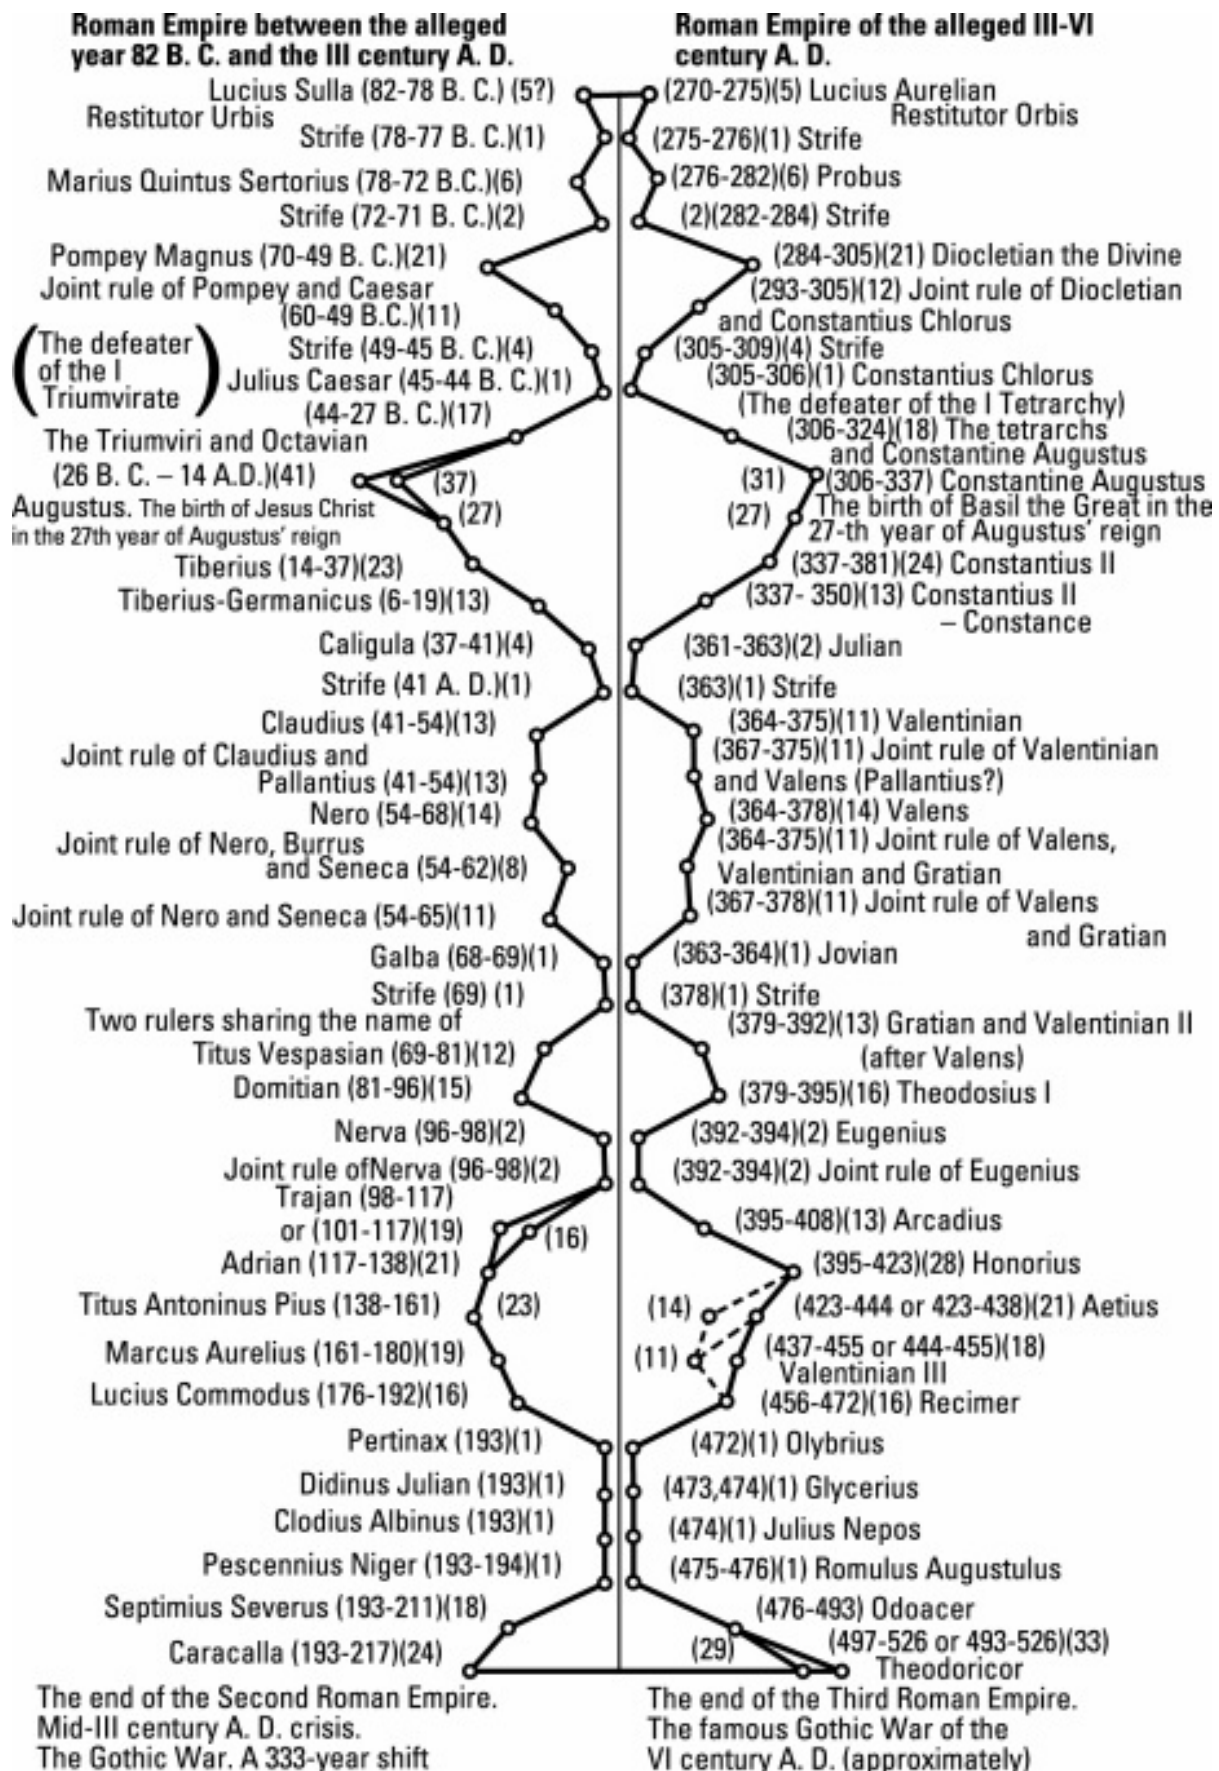 Roman Empire between the alleged
year 82 B. C. and the III century A. D.
Lucius Sulla (82-78 B. C.) (5?)
Restitutor Urbis
Strife (78-77 B. C.)(1)
Marius Quintus Sertorius (78-72 B.C.)(6)
Strife (72-71 B. C.)(2)
Pompey Magnus (70-49 B. C.)(21)
Joint rule of Pompey and Caesar
(60-49 B.C.)(11)
(The defeater
of the I
Triumvirate)
Strife (49-45 B. C.)(4)
Julius Caesar (45-44 B. C.)(1)
(44-27 B. C.)(17)
The Triumviri and Octavian
(26 B. C. – 14 A.D.)(41)
(37)
Augustus. The birth of Jesus Christ
in the 27th year of Augustus’ reign
(27)
Tiberius (14-37)(23)
Tiberius-Germanicus (6-19)(13)
Caligula (37-41)(4)
Strife (41 A. D.)(1)
Claudius (41-54)(13)
Joint rule of Claudius and
Pallantius (41-54)(13)
Nero (54-68)(14)
Joint rule of Nero, Burrus
and Seneca (54-62)(8)
Joint rule of Nero and Seneca (54-65)(11)
Galba (68-69)(1)
Strife (69) (1)
Two rulers sharing the name of
Titus Vespasian (69-81)(12)
Domitian (81-96)(15)
Nerva (96-98)(2)
Joint rule ofNerva (96-98)(2)
Trajan (98-117)
or (101-117)(19)
(16)
Adrian (117-138)(21)
Titus Antoninus Pius (138-161)
(23)
Marcus Aurelius (161-180)(19)
Lucius Commodus (176-192)(16)
Pertinax (193)(1)
Didinus Julian (193)(1)
Clodius Albinus (193)(1)
Pescennius Niger (193-194)(1)
Septimius Severus (193-211)(18)
Caracalla (193-217)(24)
The end of the Second Roman Empire.
Mid-III century A. D. crisis.
The Gothic War. A 333-year shift
Roman Empire of the alleged III-VI
century A. D.
(270-275)(5) Lucius Aurelian
Restitutor Orbis
(275-276)(1) Strife
(276-282)(6) Probus
(2)(282-284) Strife
(284-305)(21) Diocletian the Divine
(293-305)(12) Joint rule of Diocletian
and Constantius Chlorus
(305-309)(4) Strife
(305-306)(1) Constantius Chlorus
(The defeater of the I Tetrarchy)
(306-324)(18) The tetrarchs
and Constantine Augustus
(31)
(306-337) Constantine Augustus
(27)
The birth of Basil the Great in the
27-th year of Augustus’ reign
(337-381)(24) Constantius II
(337- 350)(13) Constantius II
– Constance
(361-363)(2) Julian
(363)(1) Strife
(364-375)(11) Valentinian
(367-375)(11) Joint rule of Valentinian
and Valens (Pallantius?)
(364-378)(14) Valens
(364-375)(11) Joint rule of Valens,
Valentinian and Gratian
(367-378)(11) Joint rule of Valens
and Gratian
(363-364)(1) Jovian
(378)(1) Strife
(379-392)(13) Gratian and Valentinian II
(after Valens)
(379-395)(16) Theodosius I
(392-394)(2) Eugenius
(392-394)(2) Joint rule of Eugenius
(395-408)(13) Arcadius
(395-423)(28) Honorius
(14)
(423-444 or 423-438)(21) Aetius
(11)
(437-455 or 444-455)(18)
Valentinian III
(456-472)(16) Recimer
(472)(1) Olybrius
(473,474)(1) Glycerius
(474)(1) Julius Nepos
(475-476)(1) Romulus Augustulus
(476-493) Odoacer
(29)
(497-526 or 493-526)(33)
Theodoricor
The end of the Third Roman Empire.
The famous Gothic War of the
VI century A. D. (approximately)